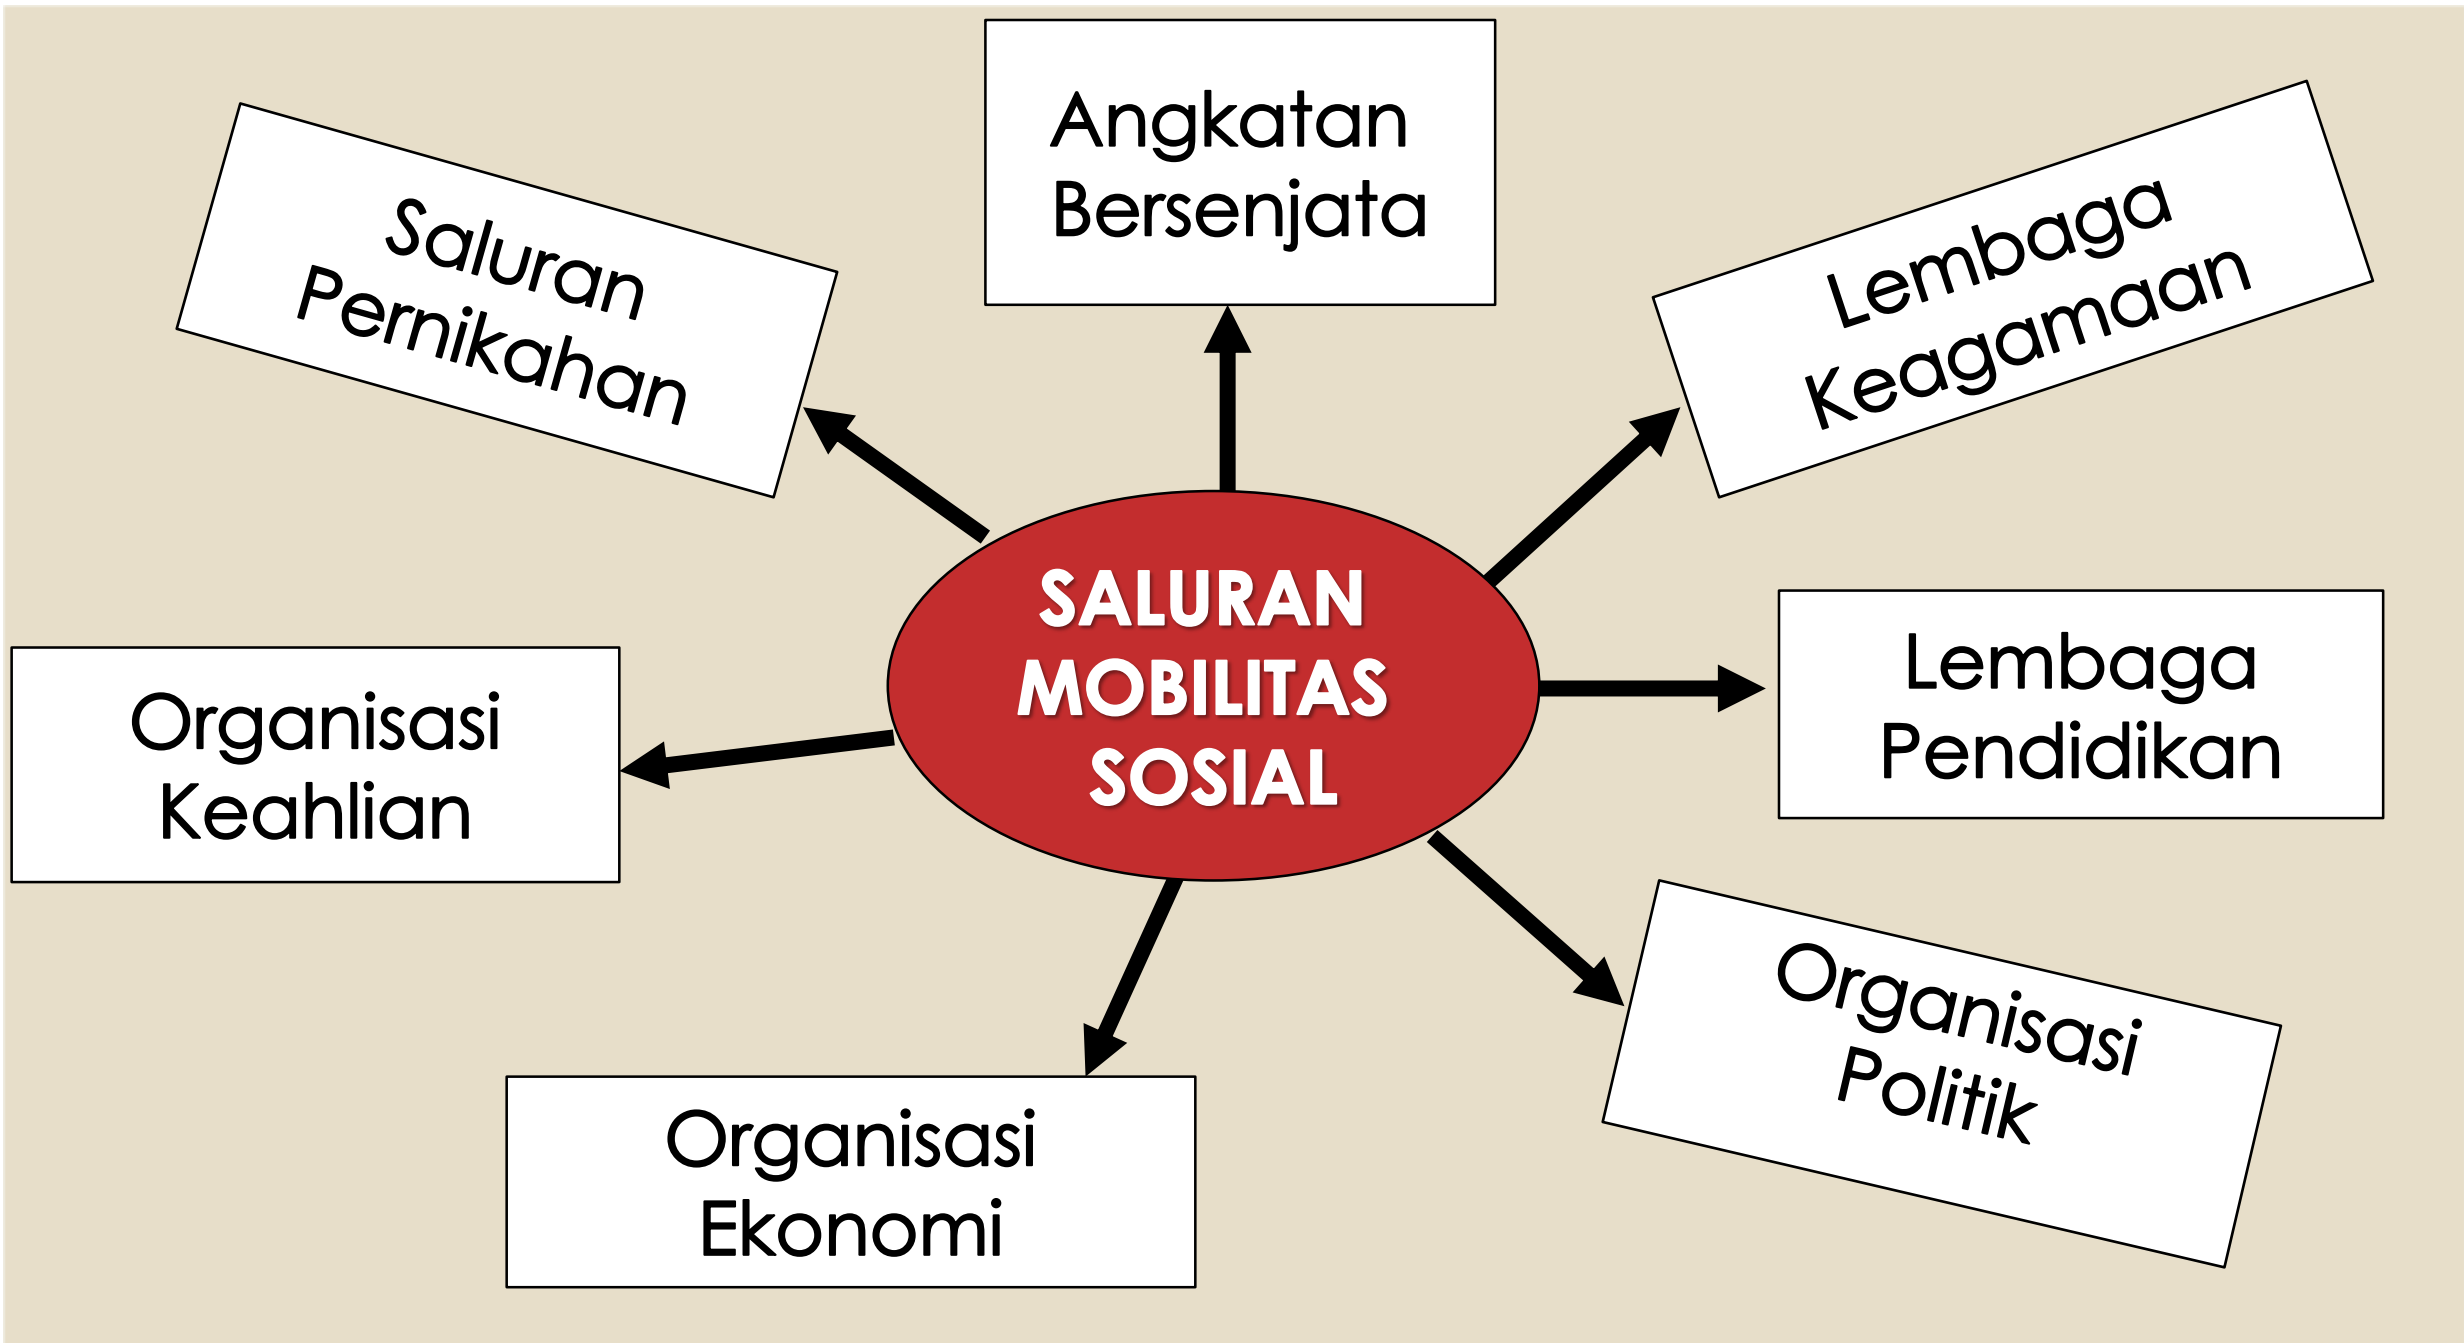 Angkatan
Bersenjata
Saluran
Pernikahan
Lembaga
Keagamaan
SALURAN
MOBILITAS
SOSIAL
Organisasi
Keahlian
Lembaga
Pendidikan
Organisasi
Politik
Organisasi
Ekonomi